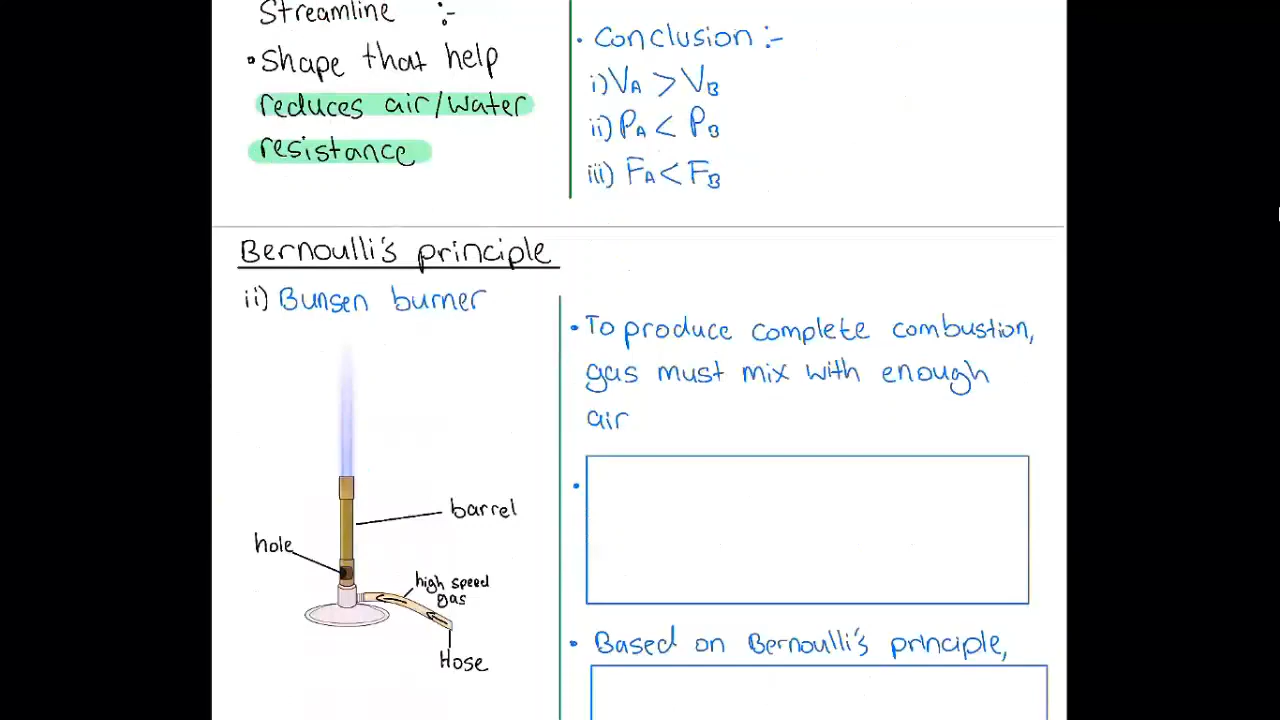 Streamline :-
• Shape that help
reduces air/water
resistance
• Conclusion :-
i) VA > VB
ii) PA < PB
iii) FA < FB
Bernoulli's principle
ii) Bunsen burner
barrel
hole
high speed
gas
Hose
• To produce complete combustion,
gas must mix with enough
air
•
• Based on Bernoulli's principle,